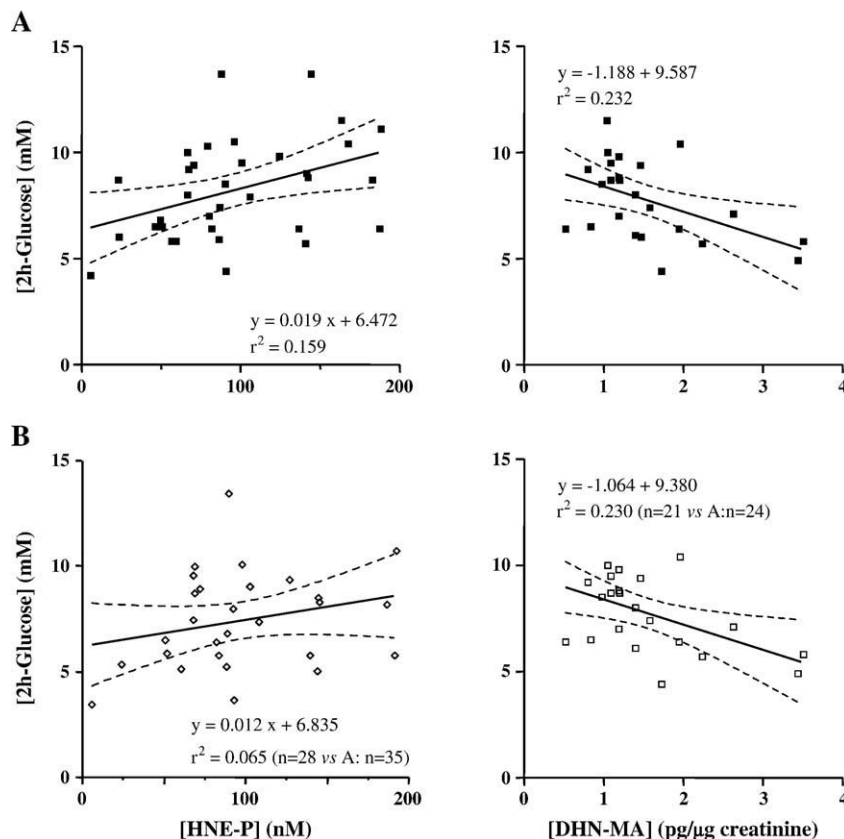 A
[2h-Glucose] (mM)
15
10
5
0
0
100
200
y = 0.019 x + 6.472
r² = 0.159
15
10
5
0
0
1
2
3
4
y = -1.188 + 9.587
r² = 0.232
B
[2h-Glucose] (mM)
15
10
5
0
0
100
200
y = 0.012 x + 6.835
r² = 0.065 (n=28 vs A: n=35)
[HNE-P] (nM)
15
10
5
0
0
1
2
3
4
y = -1.064 + 9.380
r² = 0.230 (n=21 vs A:n=24)
[DHN-MA] (pg/μg creatinine)